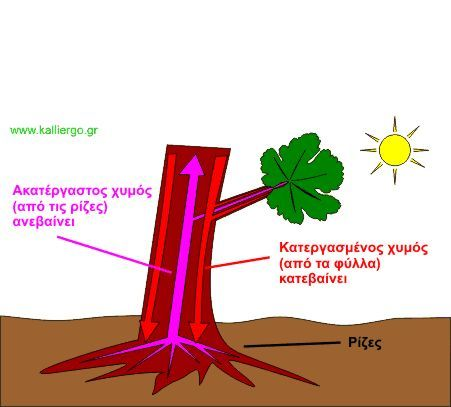 www.kalliergo.gr
Ακατέργαστος χυμός
(από τις ρίζες)
ανεβαίνει
Κατεργασμένος χυμός
(από τα φύλλα)
κατεβαίνει
Ρίζες